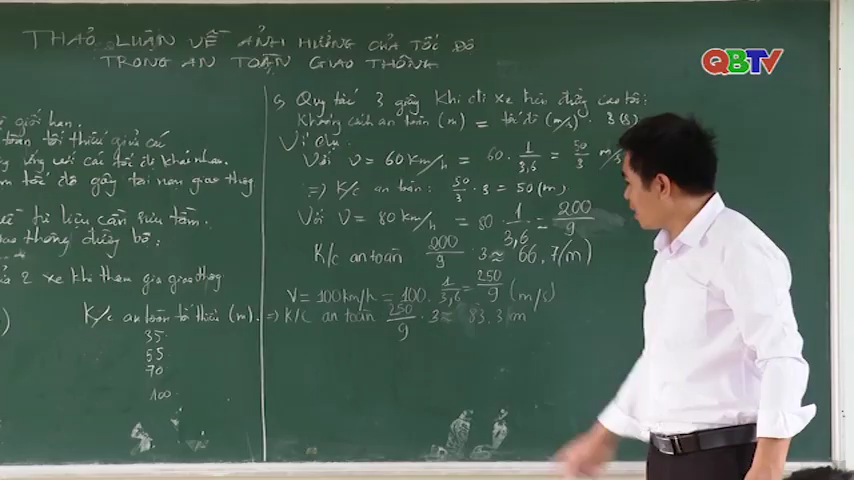 THẢO LUẬN VỀ ẢNH HƯỞNG CỦA TỐC ĐỘ
TRONG AN TOÀN GIAO THÔNG
QBTV
giới hạn.
toàn tối thiểu giữa các
ứng với các tốc độ khác nhau.
tốc độ gây tai nạn giao thông
tư liệu cần sưu tầm.
giao thông đường bộ:
của 2 xe khi tham gia giao thông
K/c an toàn tối thiểu (m).
35
55
70
100
Quy tắc 3 giây khi đi xe trên đường cao tốc:
Khoảng cách an toàn (m) = tốc độ (m/s) . 3 (s)
Ví dụ.
Với v = 60 km/h = 60 . 1/3,6 = 50/3 m/s
=> K/c an toàn : 50/3 . 3 = 50 (m)
Với v = 80 km/h = 80 . 1/3,6 = 200/9
K/c an toàn 200/9 . 3 ≈ 66,7 (m)
V = 100 km/h = 100 . 1/3,6 = 250/9 (m/s)
=> K/c an toàn 250/9 . 3 ≈ 83.3 m